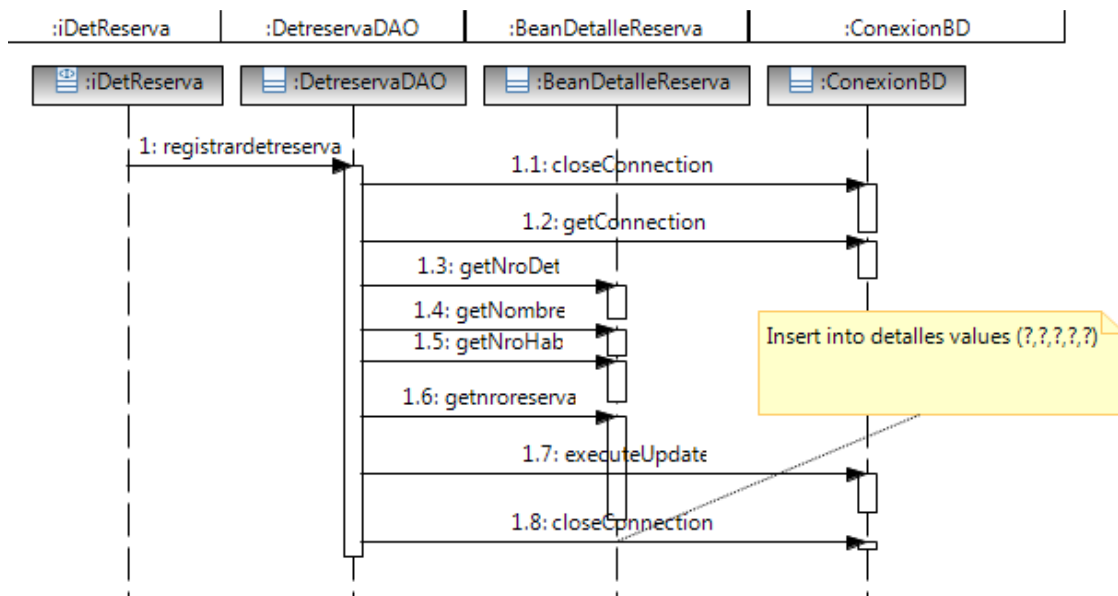 :iDetReserva :DetreservaDAO :BeanDetalleReserva :ConexionBD
:iDetReserva :DetreservaDAO :BeanDetalleReserva :ConexionBD
1: registrardetreserva
1.1: closeConnection
1.2: getConnection
1.3: getNroDet
1.4: getNombre
1.5: getNroHab
Insert into detalles values (?,?,?,?,?)
1.6: getnroreserva
1.7: executeUpdate
1.8: closeConnection